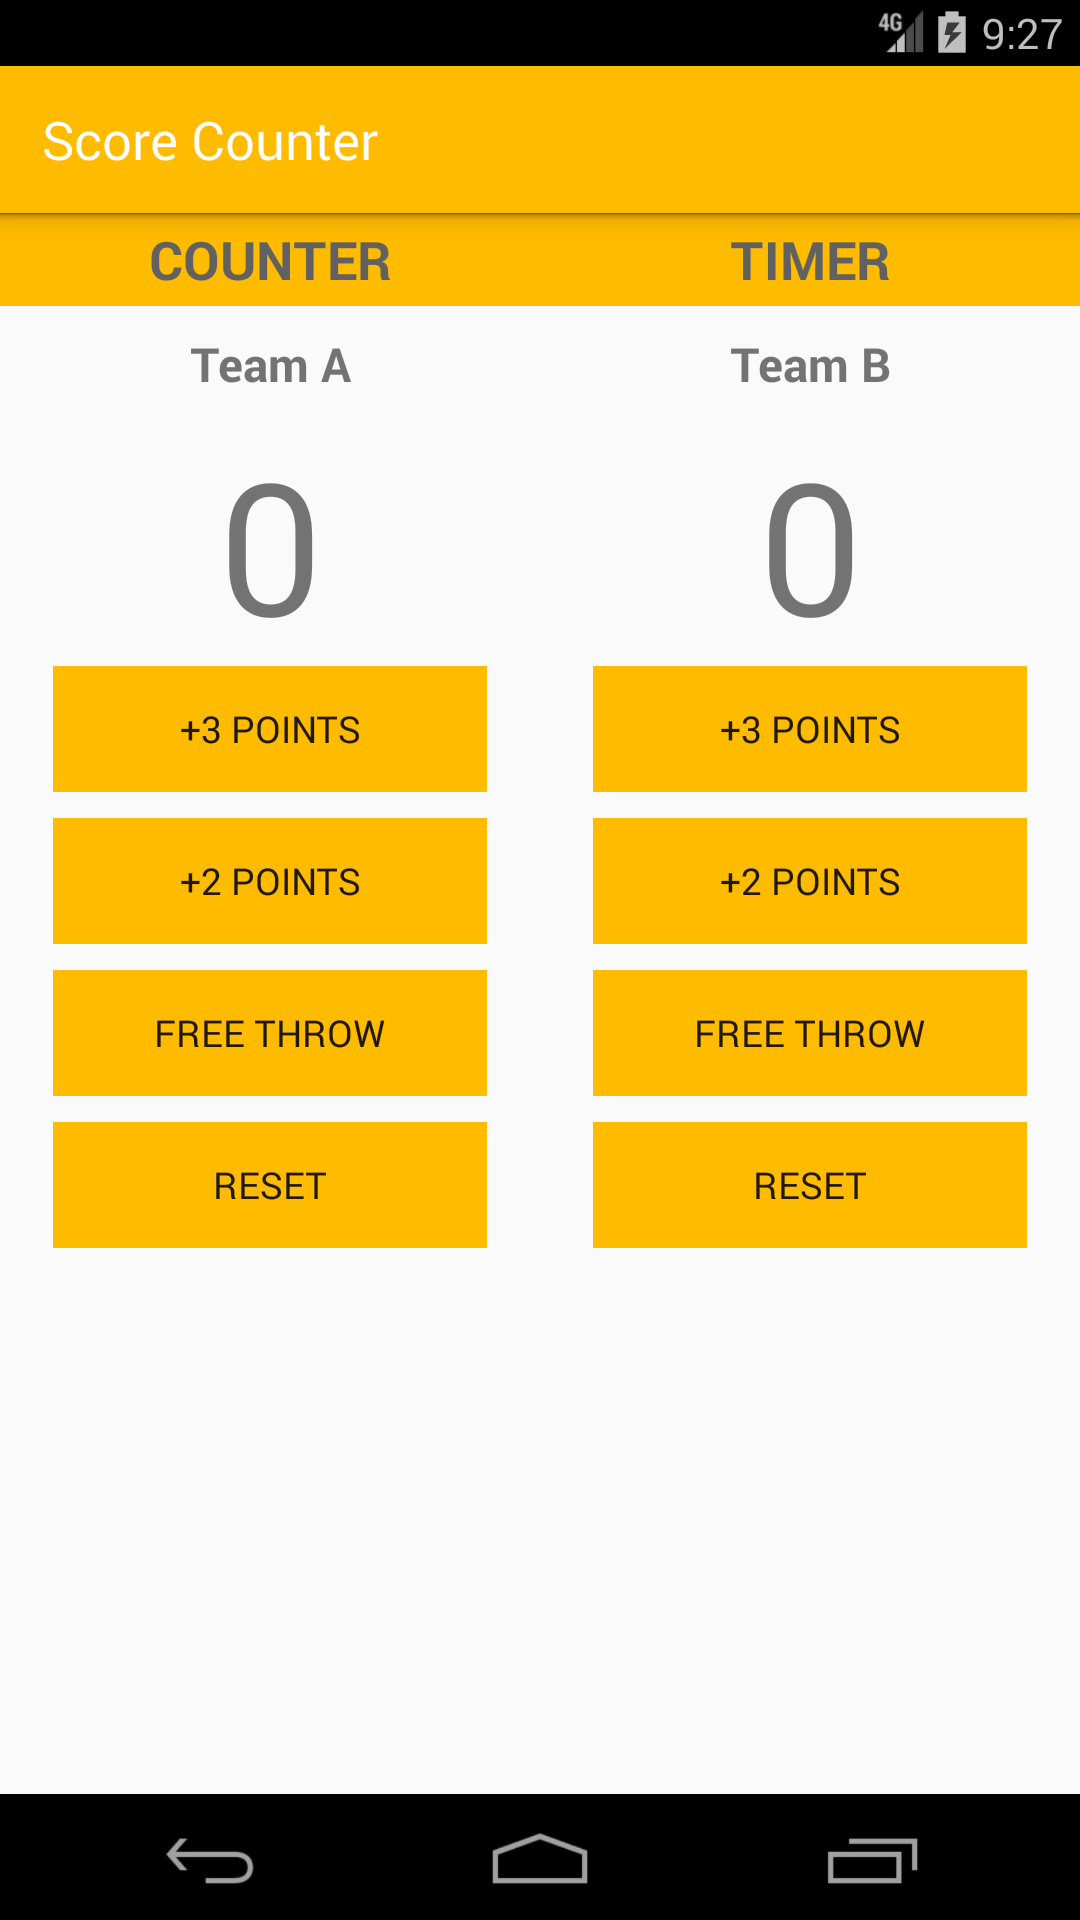 4G 9:27
Score Counter
COUNTER TIMER
Team A Team B
0 0
+3 POINTS +3 POINTS
+2 POINTS +2 POINTS
FREE THROW FREE THROW
RESET RESET